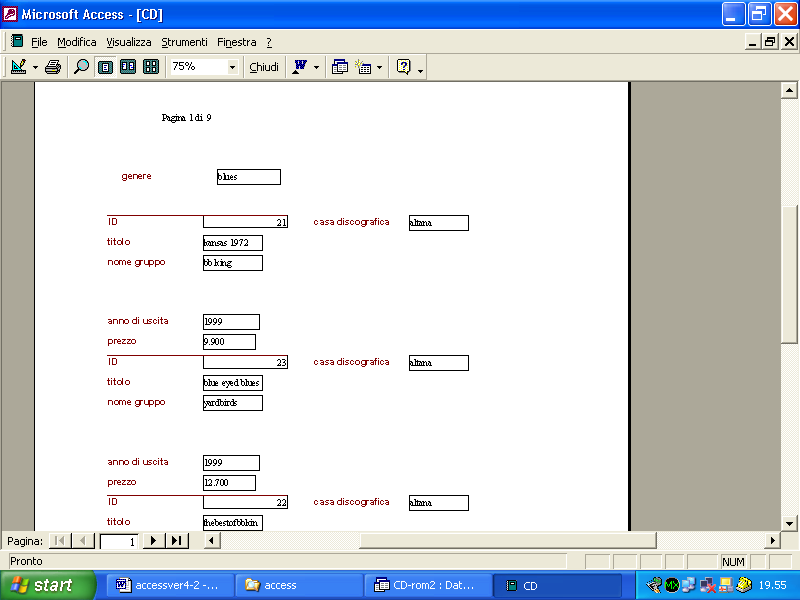 Microsoft Access - [CD]
File Modifica Visualizza Strumenti Finestra ?
75% Chiudi
Pagina 1 di 9
genere blues
ID 21 casa discografica altana
titolo kansas 1972
nome gruppo bb king
anno di uscita 1999
prezzo 9.900
ID 23 casa discografica altana
titolo blue eyed blues
nome gruppo yardbirds
anno di uscita 1999
prezzo 12.700
ID 22 casa discografica altana
titolo thebestofbbkin
Pagina: 1
Pronto NUM
start accessver4-2 -... access CD-rom2 : Dat... CD 19.55